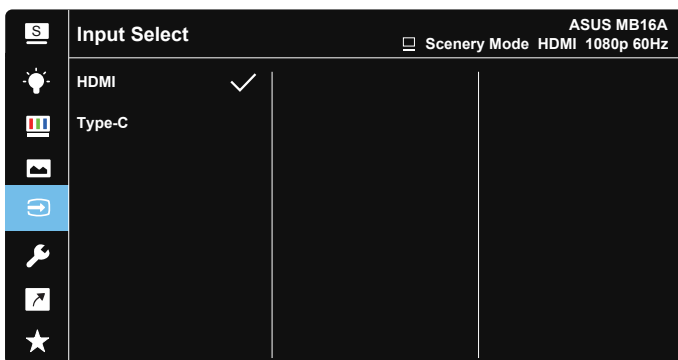 S
Input Select
ASUS MB16A
Scenery Mode HDMI 1080p 60Hz
HDMI
Type-C